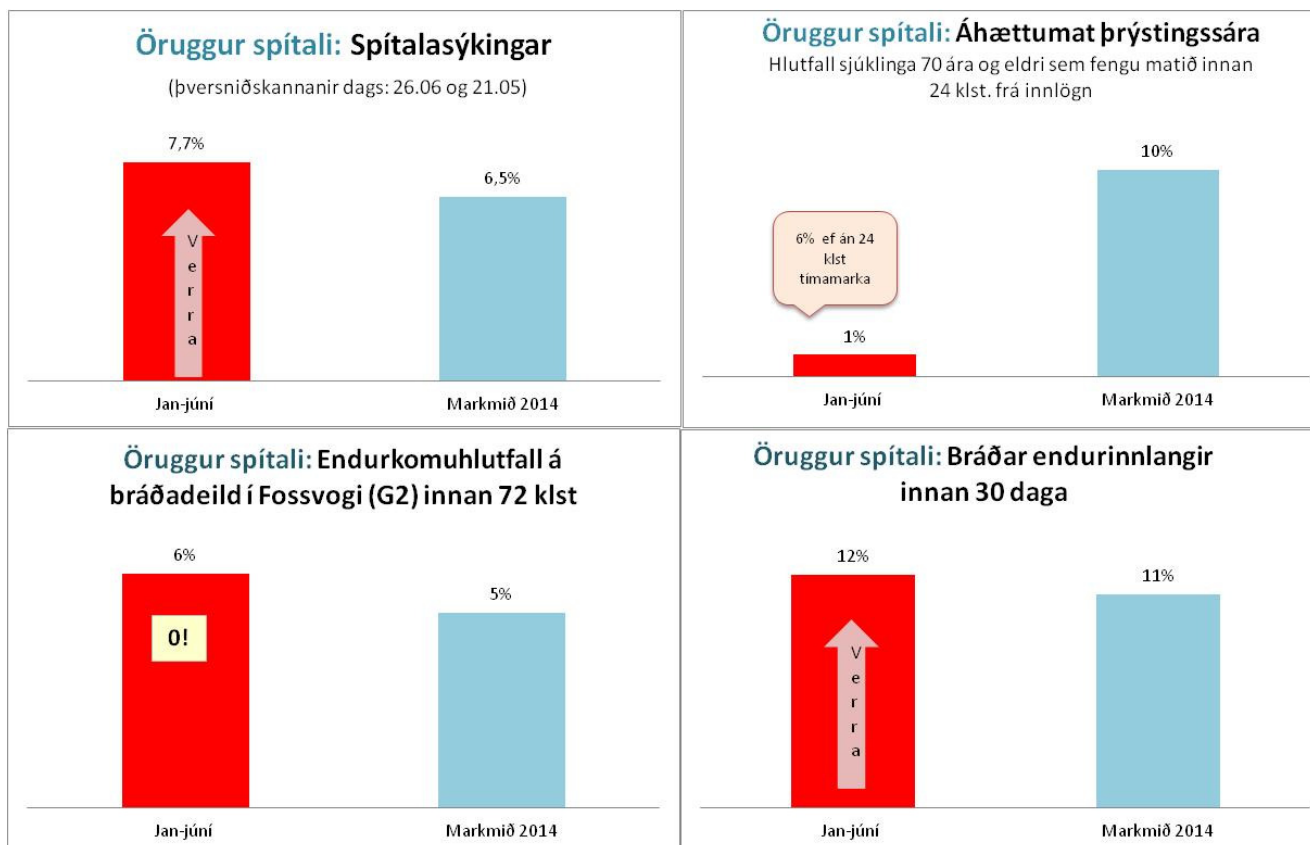 Öruggur spítali: Spítalasýkingar
(þversniðskannanir dags: 26.06 og 21.05)
7,7%
6,5%
Verra
Jan-júní
Markmið 2014
Öruggur spítali: Áhættumat þrýstingssára
Hlutfall sjúklinga 70 ára og eldri sem fengu matið innan
24 klst. frá innlögn
10%
6% ef án 24
klst
tímamarka
1%
Jan-júní
Markmið 2014
Öruggur spítali: Endurkomuhlutfall á
bráðadeild í Fossvogi (G2) innan 72 klst
6%
5%
0!
Jan-júní
Markmið 2014
Öruggur spítali: Bráðar endurinnlangir
innan 30 daga
12%
11%
Verra
Jan-júní
Markmið 2014